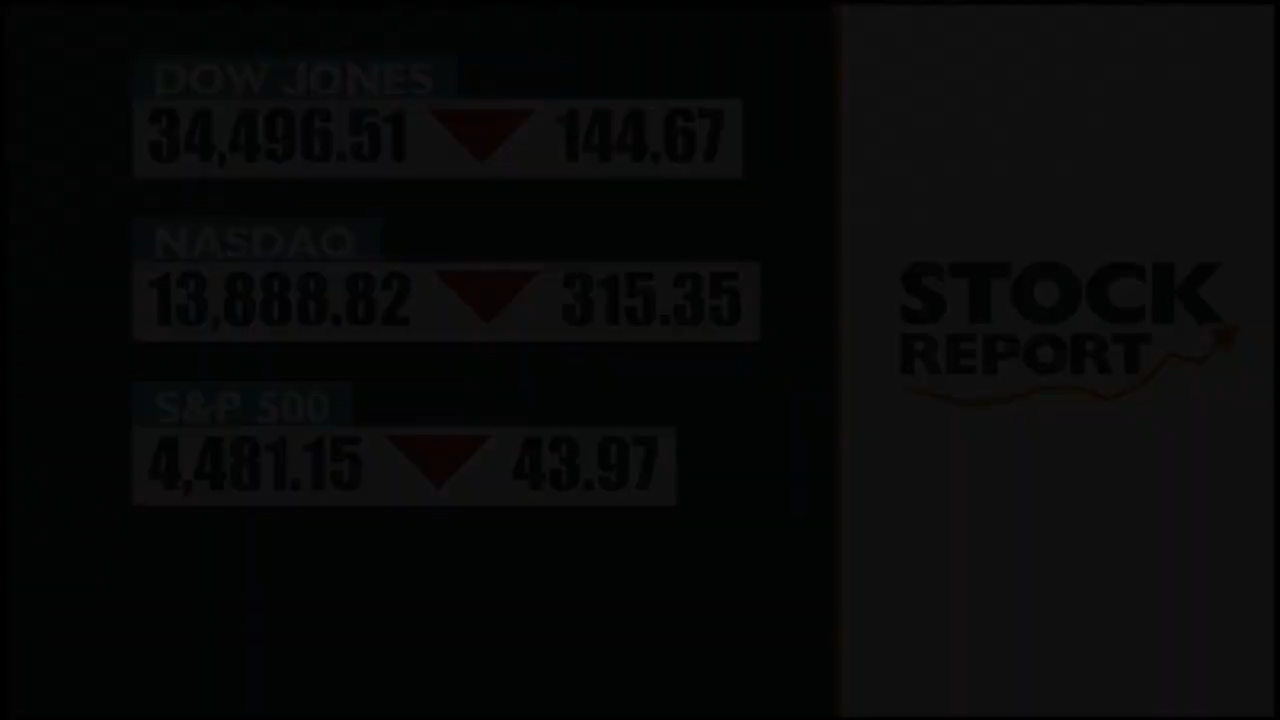 DOW JONES
34,496.51 144.67
NASDAQ
13,888.82 315.35
S&P 500
4,481.15 43.97
STOCK
REPORT